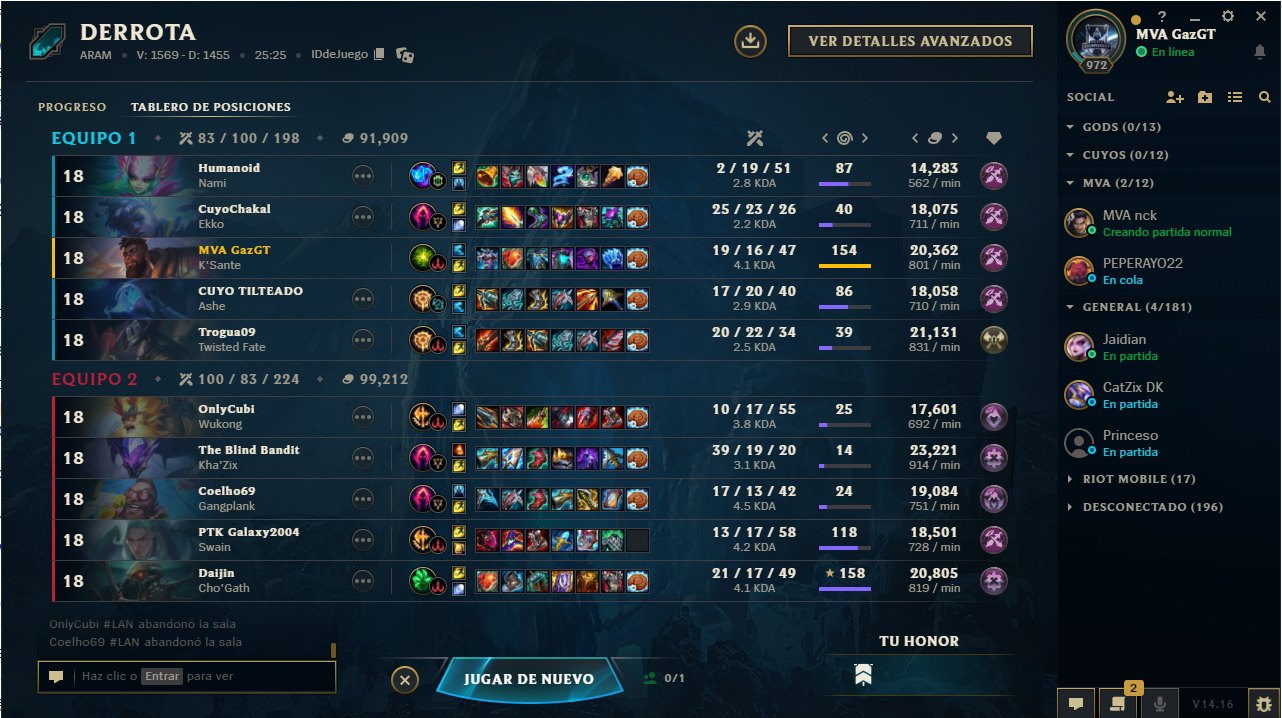 DERROTA
ARAM • V: 1569 - D: 1455 • 25:25 • IDdeJuego
VER DETALLES AVANZADOS
PROGRESO TABLERO DE POSICIONES
EQUIPO 1 • 83 / 100 / 198 • 91,909
18 Humanoid 2 / 19 / 51 87 14,283
Nami 2.8 KDA 562 / min
18 CuyoChakal 25 / 23 / 26 40 18,075
Ekko 2.2 KDA 711 / min
18 MVA GazGT 19 / 16 / 47 154 20,362
K'Sante 4.1 KDA 801 / min
18 CUYO TILTEADO 17 / 20 / 40 86 18,058
Ashe 2.9 KDA 710 / min
18 Trogua09 20 / 22 / 34 39 21,131
Twisted Fate 2.5 KDA 831 / min
EQUIPO 2 • 100 / 83 / 224 • 99,212
18 OnlyCubi 10 / 17 / 55 25 17,601
Wukong 3.8 KDA 692 / min
18 The Blind Bandit 39 / 19 / 20 14 23,221
Kha'Zix 3.1 KDA 914 / min
18 Coelho69 17 / 13 / 42 24 19,084
Gangplank 4.5 KDA 751 / min
18 PTK Galaxy2004 13 / 17 / 58 118 18,501
Swain 4.2 KDA 728 / min
18 Daijin 21 / 17 / 49 158 20,805
Cho'Gath 4.1 KDA 819 / min
OnlyCubi #LAN abandonó la sala
Coelho69 #LAN abandonó la sala
Haz clic o Entrar para ver
JUGAR DE NUEVO
0/1
TU HONOR
?
MVA GazGT
En línea
972
SOCIAL
GODS (0/13)
CUYOS (0/12)
MVA (2/12)
MVA nck
Creando partida normal
PEPERAYO22
En cola
GENERAL (4/181)
Jaidian
En partida
CatZix DK
En partida
Princeso
En partida
RIOT MOBILE (17)
DESCONECTADO (196)
2
V14.16